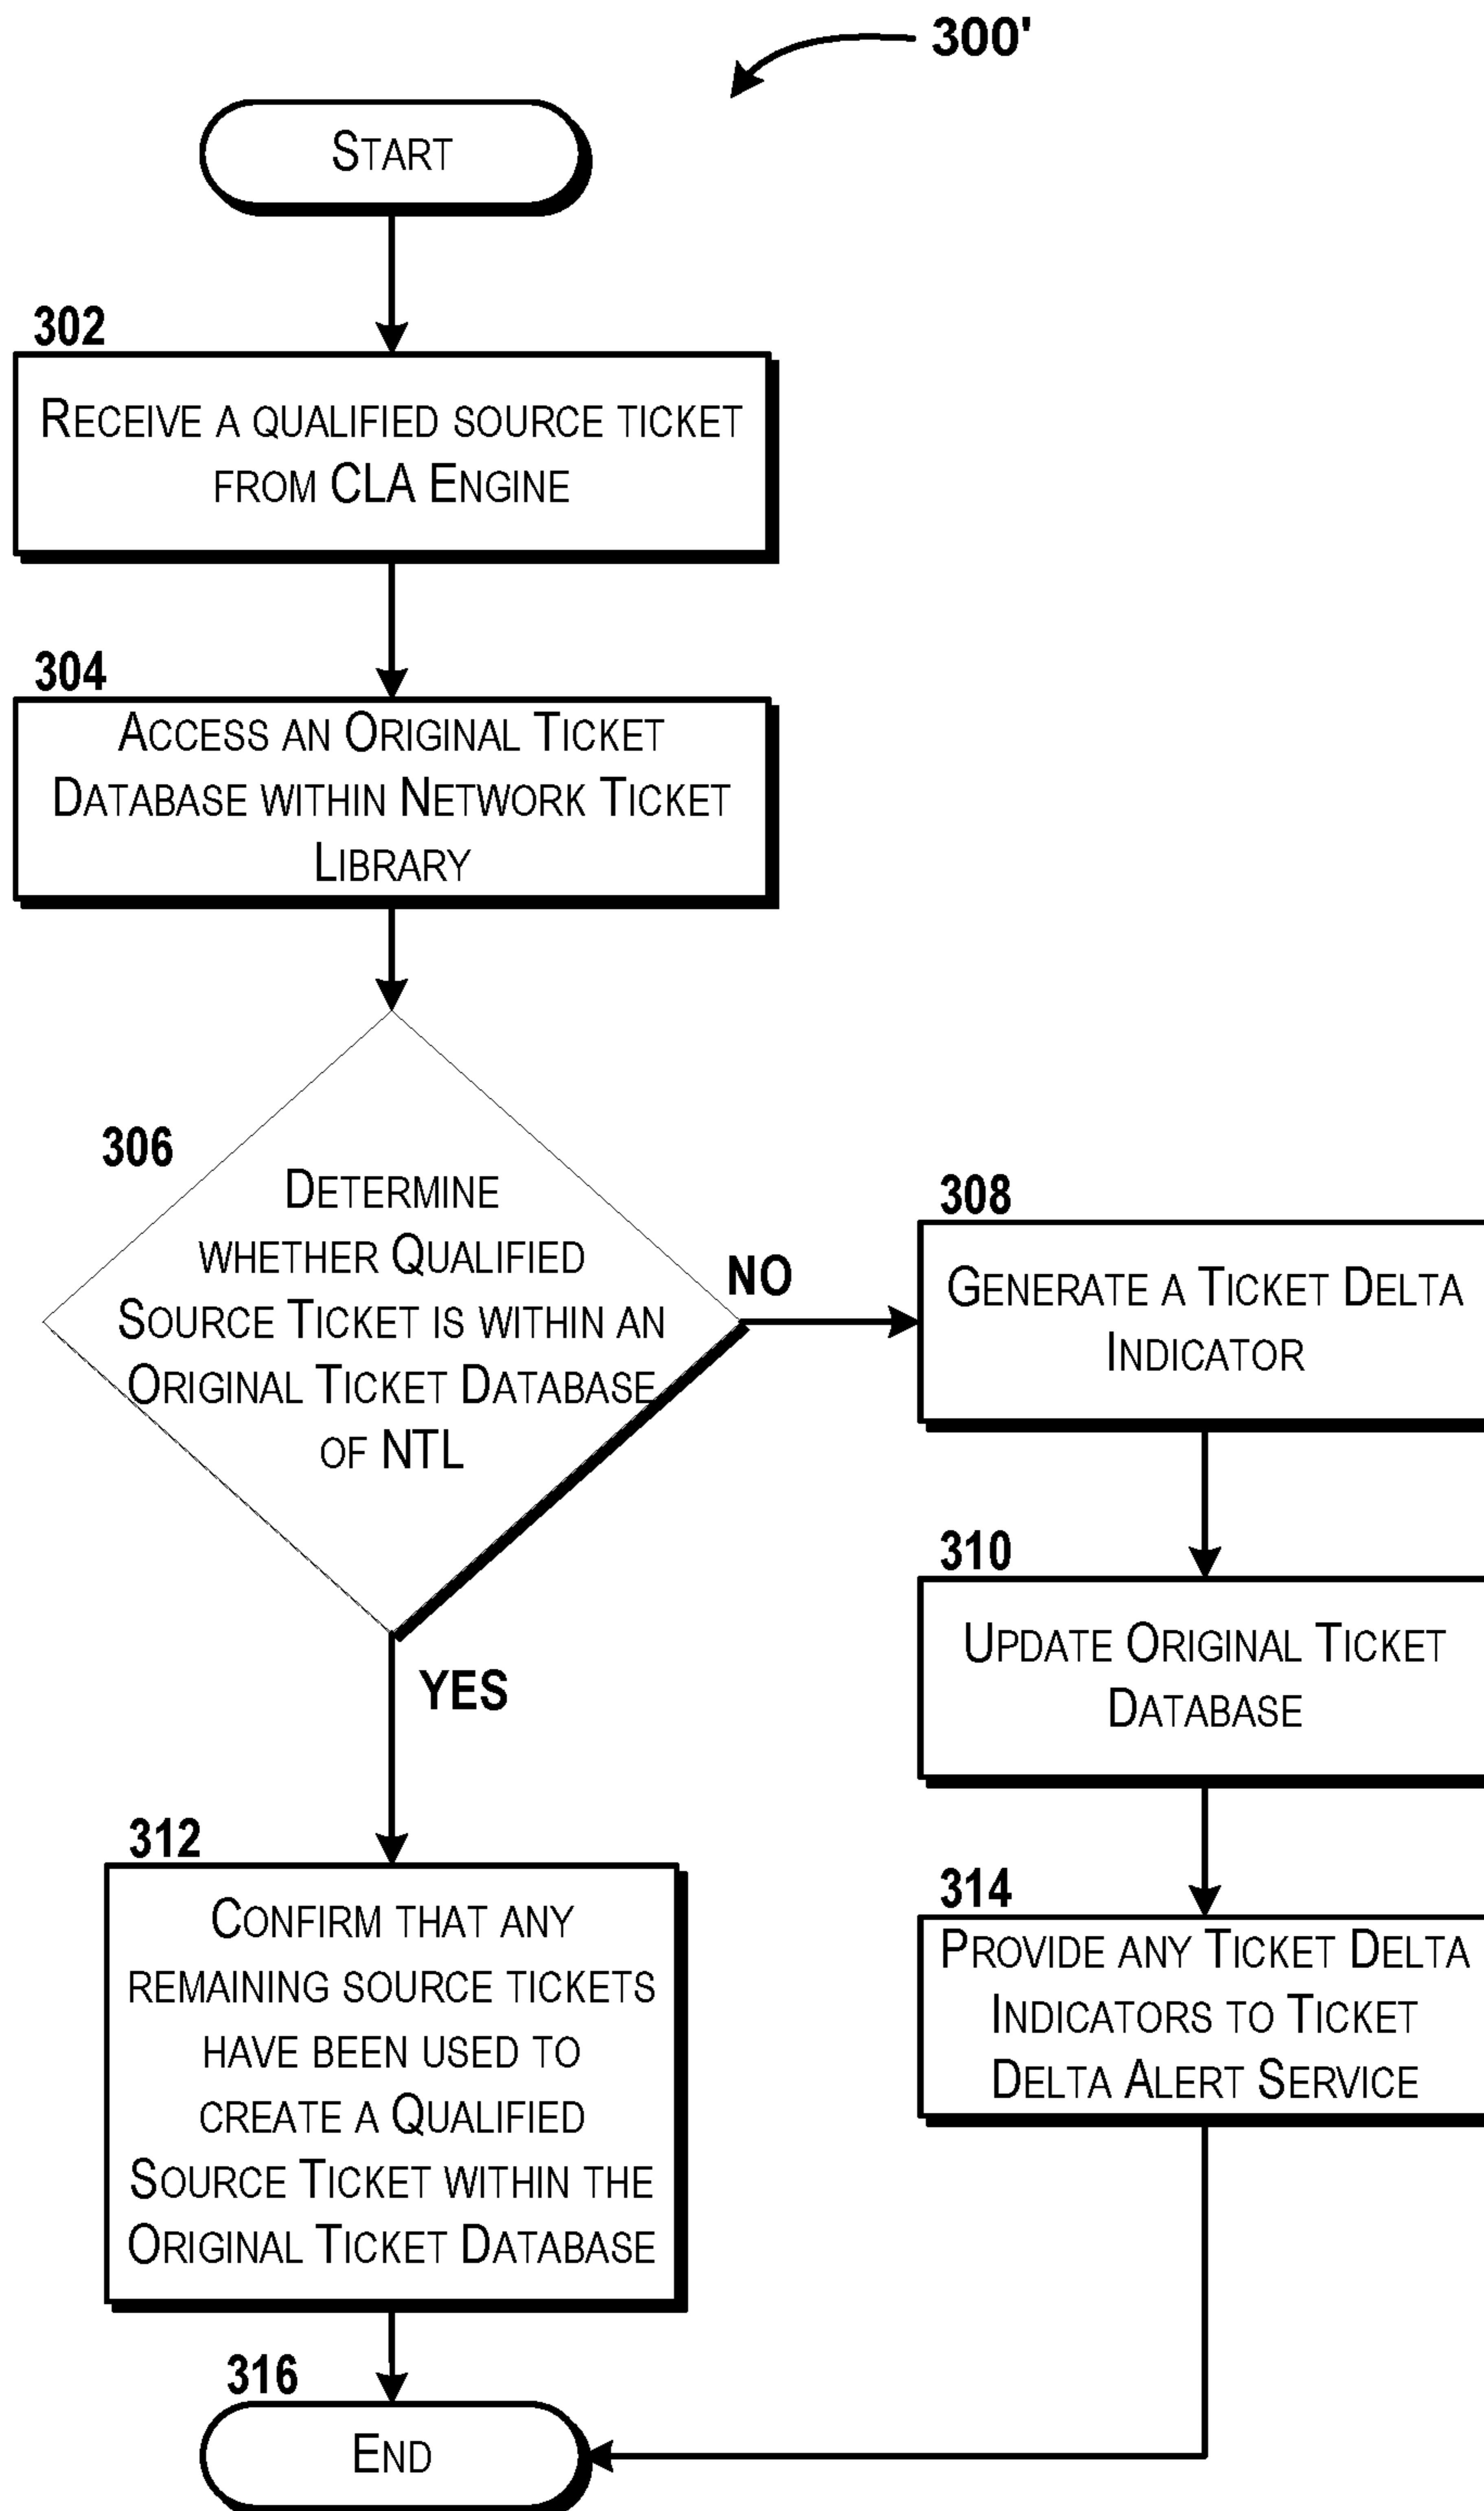 300'
START
302
RECEIVE A QUALIFIED SOURCE TICKET
FROM CLA ENGINE
304
ACCESS AN ORIGINAL TICKET
DATABASE WITHIN NETWORK TICKET
LIBRARY
306
DETERMINE
WHETHER QUALIFIED
SOURCE TICKET IS WITHIN AN
ORIGINAL TICKET DATABASE
OF NTL
NO
308
GENERATE A TICKET DELTA
INDICATOR
310
UPDATE ORIGINAL TICKET
DATABASE
YES
312
CONFIRM THAT ANY
REMAINING SOURCE TICKETS
HAVE BEEN USED TO
CREATE A QUALIFIED
SOURCE TICKET WITHIN THE
ORIGINAL TICKET DATABASE
314
PROVIDE ANY TICKET DELTA
INDICATORS TO TICKET
DELTA ALERT SERVICE
316
END